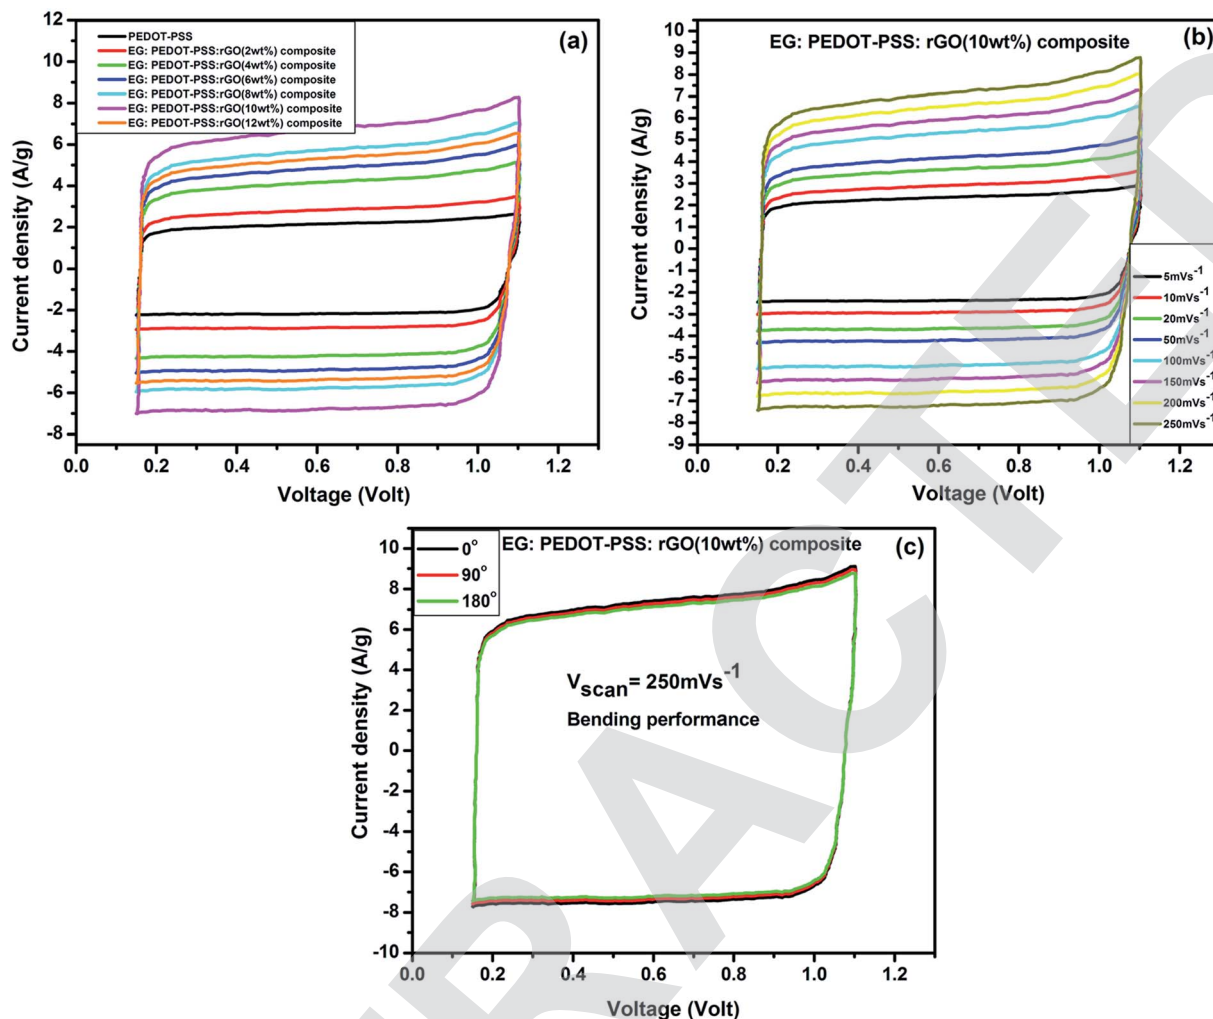 (a)
PEDOT-PSS
EG: PEDOT-PSS:rGO(2wt%) composite
EG: PEDOT-PSS:rGO(4wt%) composite
EG: PEDOT-PSS:rGO(6wt%) composite
EG: PEDOT-PSS:rGO(8wt%) composite
EG: PEDOT-PSS:rGO(10wt%) composite
EG: PEDOT-PSS:rGO(12wt%) composite
12
10
8
6
4
2
0
-2
-4
-6
-8
Current density (A/g)
0.0 0.2 0.4 0.6 0.8 1.0 1.2
Voltage (Volt)
(b)
EG: PEDOT-PSS: rGO(10wt%) composite
10
9
8
7
6
5
4
3
2
1
0
-1
-2
-3
-4
-5
-6
-7
-8
-9
Current density (A/g)
5mVs-1
10mVs-1
20mVs-1
50mVs-1
100mVs-1
150mVs-1
200mVs-1
250mVs-1
0.0 0.2 0.4 0.6 0.8 1.0 1.2
Voltage (Volt)
(c)
EG: PEDOT-PSS: rGO(10wt%) composite
0°
90°
180°
10
8
6
4
2
0
-2
-4
-6
-8
-10
Current density (A/g)
Vscan= 250mVs-1
Bending performance
0.0 0.2 0.4 0.6 0.8 1.0 1.2
Voltage (Volt)
RACTED